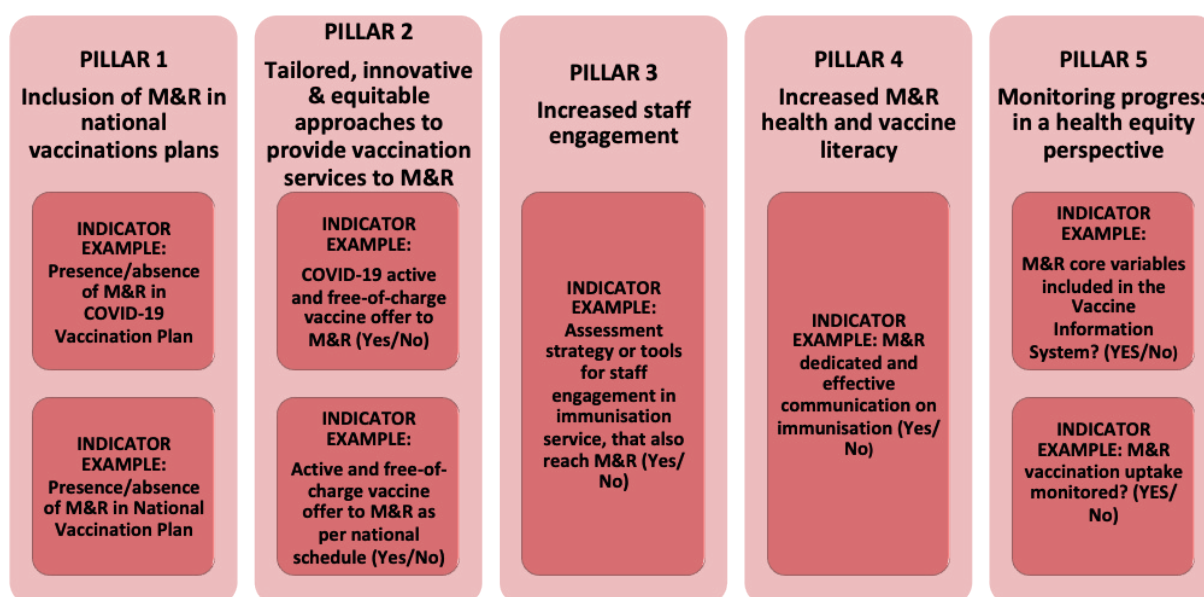 PILLAR 1
Inclusion of M&R in
national
vaccinations plans
INDICATOR
EXAMPLE:
Presence/absence
of M&R in
COVID-19
Vaccination Plan
INDICATOR
EXAMPLE:
Presence/absence
of M&R in National
Vaccination Plan
PILLAR 2
Tailored, innovative
& equitable
approaches to
provide vaccination
services to M&R
INDICATOR
EXAMPLE:
COVID-19 active
and free-of-charge
vaccine offer to
M&R (Yes/No)
INDICATOR
EXAMPLE:
Active and free-of-
charge vaccine
offer to M&R as
per national
schedule (Yes/No)
PILLAR 3
Increased staff
engagement
INDICATOR
EXAMPLE:
Assessment
strategy or tools
for staff
engagement in
immunisation
service, that also
reach M&R (Yes/
No)
PILLAR 4
Increased M&R
health and vaccine
literacy
INDICATOR
EXAMPLE: M&R
dedicated and
effective
communication on
immunisation (Yes/
No)
PILLAR 5
Monitoring progress
in a health equity
perspective
INDICATOR
EXAMPLE:
M&R core variables
included in the
Vaccine
Information
System? (YES/No)
INDICATOR
EXAMPLE: M&R
vaccination uptake
monitored? (YES/
No)